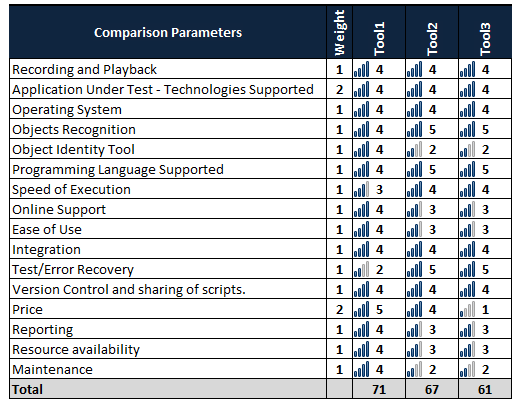 Comparison Parameters Weight Tool1 Tool2 Tool3
Recording and Playback 1 4 4 4
Application Under Test - Technologies Supported 2 4 4 4
Operating System 1 4 4 4
Objects Recognition 1 4 5 5
Object Identity Tool 1 4 2 2
Programming Language Supported 1 4 5 5
Speed of Execution 1 3 4 4
Online Support 1 4 3 3
Ease of Use 1 4 3 3
Integration 1 4 4 4
Test/Error Recovery 1 2 5 5
Version Control and sharing of scripts. 1 4 4 4
Price 2 5 4 1
Reporting 1 4 3 3
Resource availability 1 4 3 3
Maintenance 1 4 2 2
Total 71 67 61